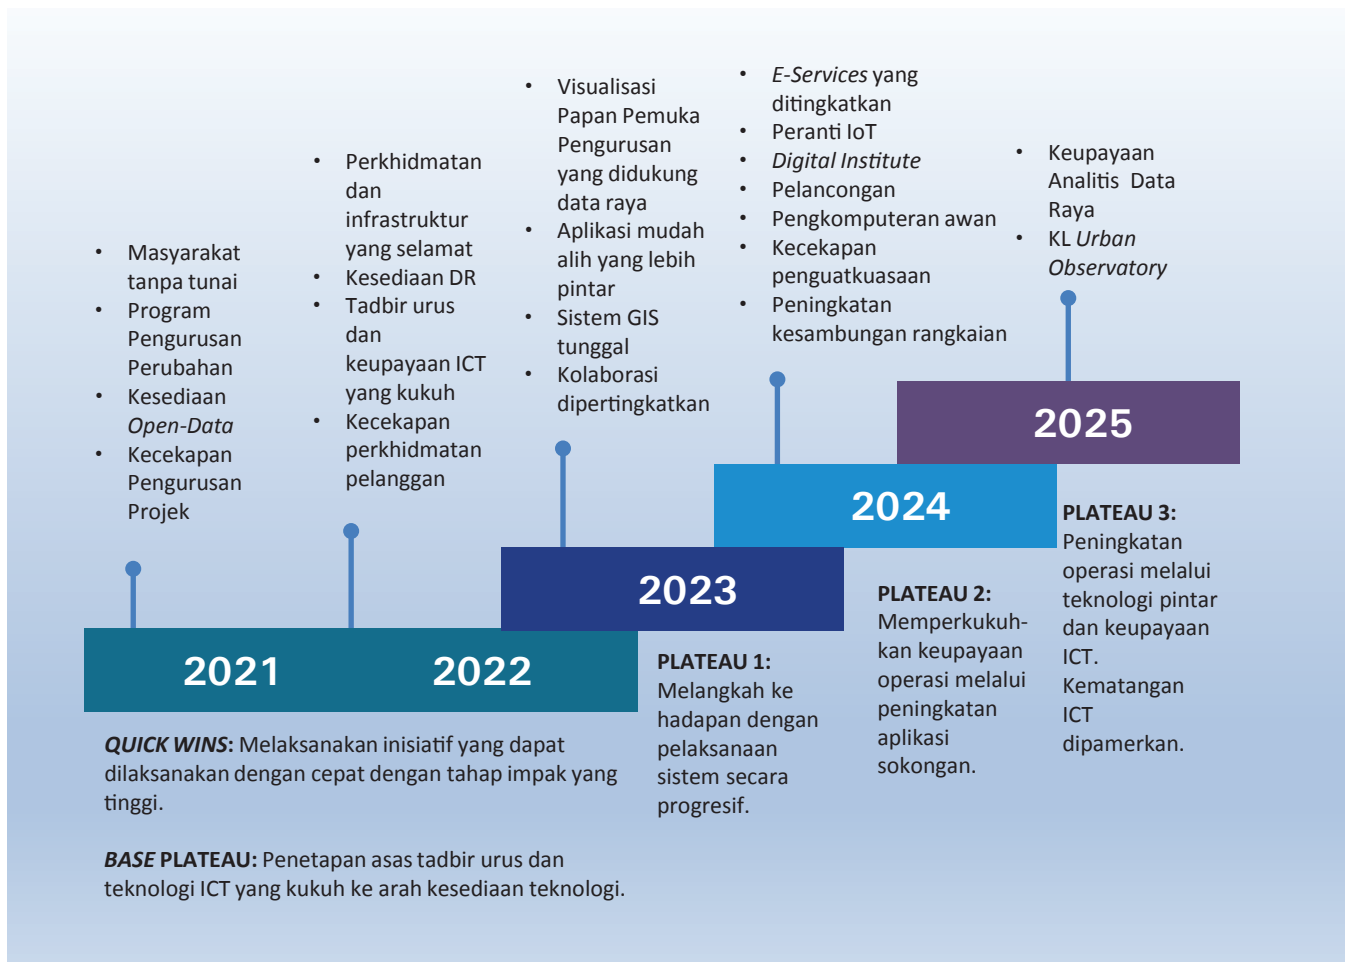 • Masyarakat
tanpa tunai
• Program
Pengurusan
Perubahan
• Kesediaan
Open-Data
• Kecekapan
Pengurusan
Projek
• Perkhidmatan
dan
infrastruktur
yang selamat
• Kesediaan DR
• Tadbir urus
dan
keupayaan ICT
yang kukuh
• Kecekapan
perkhidmatan
pelanggan
• Visualisasi
Papan Pemuka
Pengurusan
yang didukung
data raya
• Aplikasi mudah
alih yang lebih
pintar
• Sistem GIS
tunggal
• Kolaborasi
dipertingkatkan
• E-Services yang
ditingkatkan
• Peranti IoT
• Digital Institute
• Pelancongan
• Pengkomputeran awan
• Kecekapan
penguatkuasaan
• Peningkatan
kesambungan rangkaian
• Keupayaan
Analitis Data
Raya
• KL Urban
Observatory
2021
2022
2023
2024
2025
QUICK WINS: Melaksanakan inisiatif yang dapat
dilaksanakan dengan cepat dengan tahap impak yang
tinggi.
BASE PLATEAU: Penetapan asas tadbir urus dan
teknologi ICT yang kukuh ke arah kesediaan teknologi.
PLATEAU 1:
Melangkah ke
hadapan dengan
pelaksanaan
sistem secara
progresif.
PLATEAU 2:
Memperkukuh-
kan keupayaan
operasi melalui
peningkatan
aplikasi
sokongan.
PLATEAU 3:
Peningkatan
operasi melalui
teknologi pintar
dan keupayaan
ICT.
Kematangan
ICT
dipamerkan.